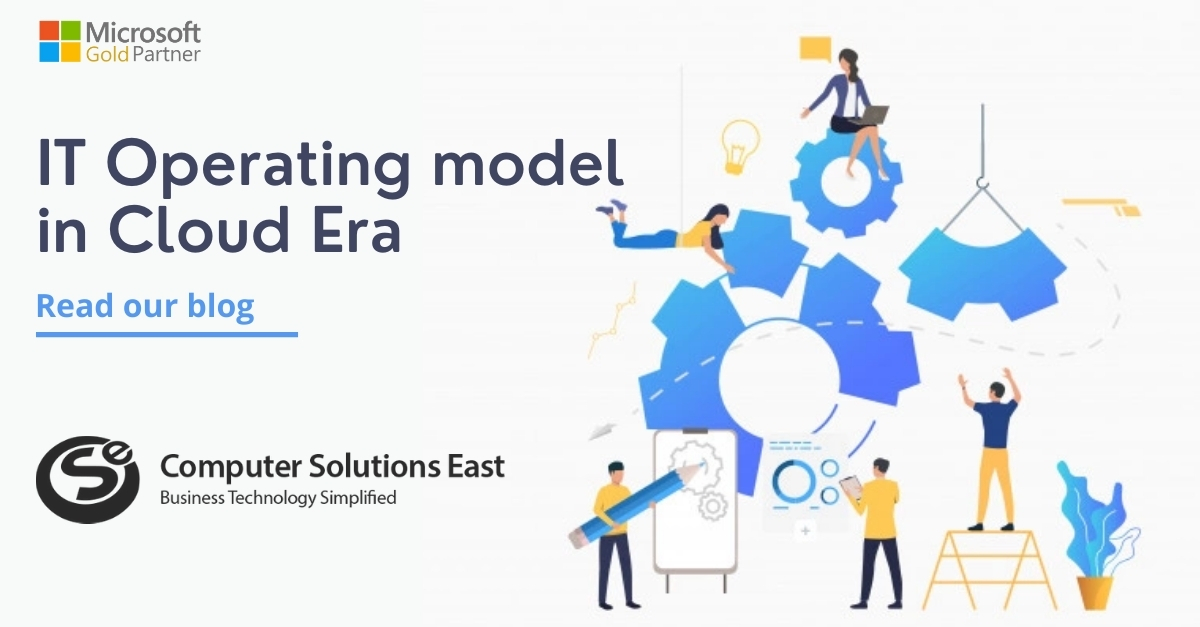 Microsoft
Gold Partner
IT Operating model
in Cloud Era
Read our blog
Computer Solutions East
Business Technology Simplified